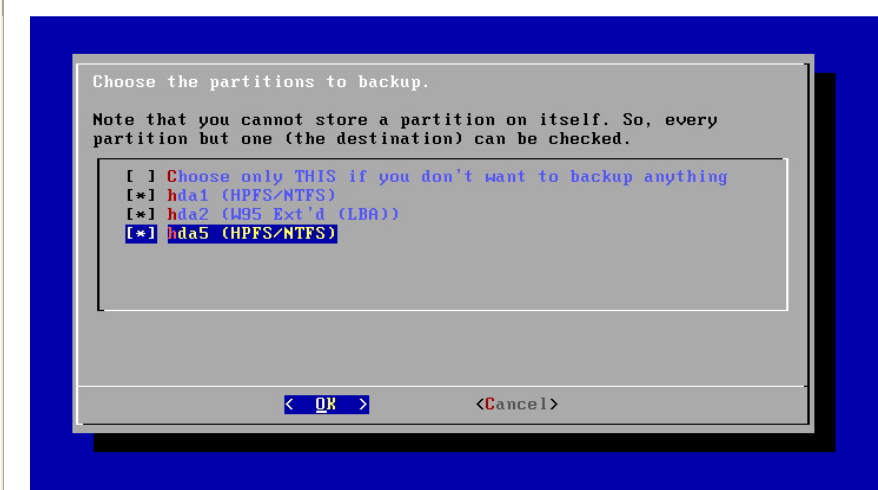 Choose the partitions to backup.
Note that you cannot store a partition on itself. So, every
partition but one (the destination) can be checked.
[ ] Choose only THIS if you don't want to backup anything
[*] hda1 (HPFS/NTFS)
[*] hda2 (W95 Ext'd (LBA))
[*] hda5 (HPFS/NTFS)
< OK > <Cancel>